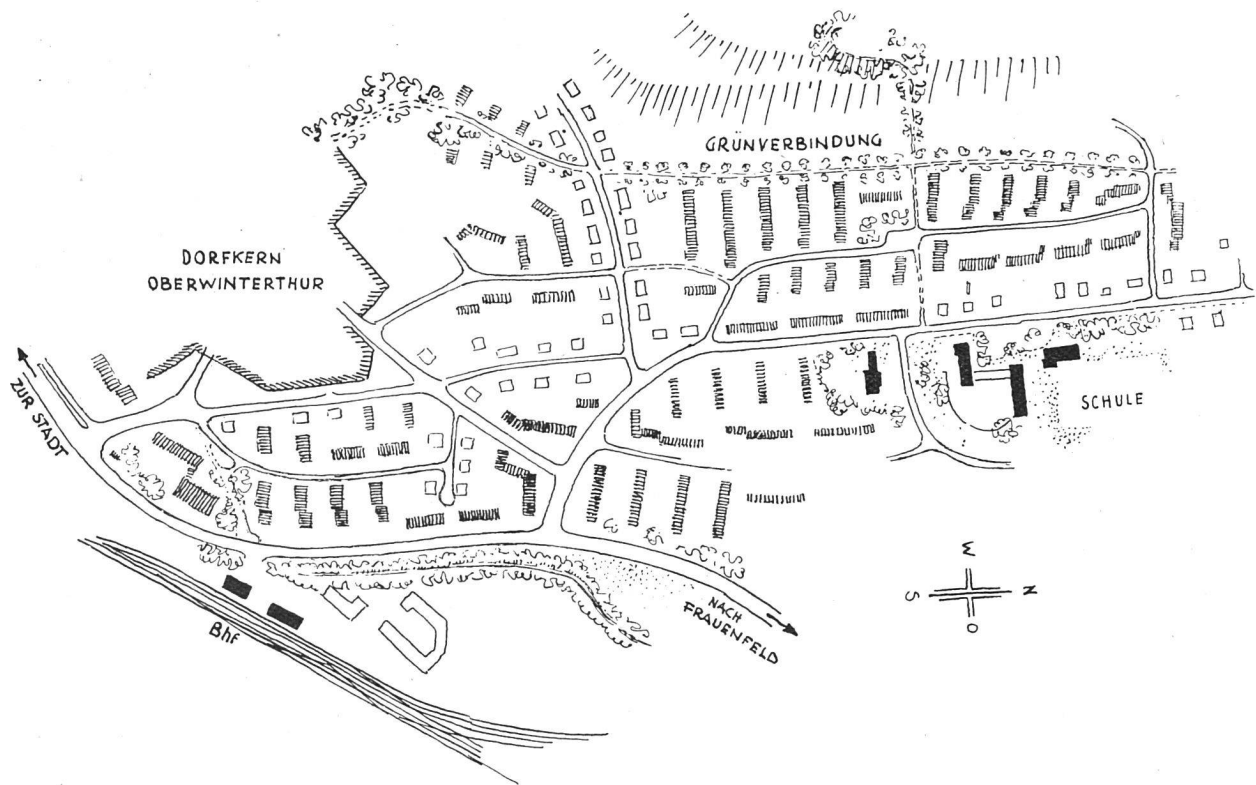 GRÜNVERBINDUNG
DORFKERN
OBERWINTERTHUR
ZUR STADT
SCHULE
W
S
N
O
NACH
FRAUENFELD
Bhf